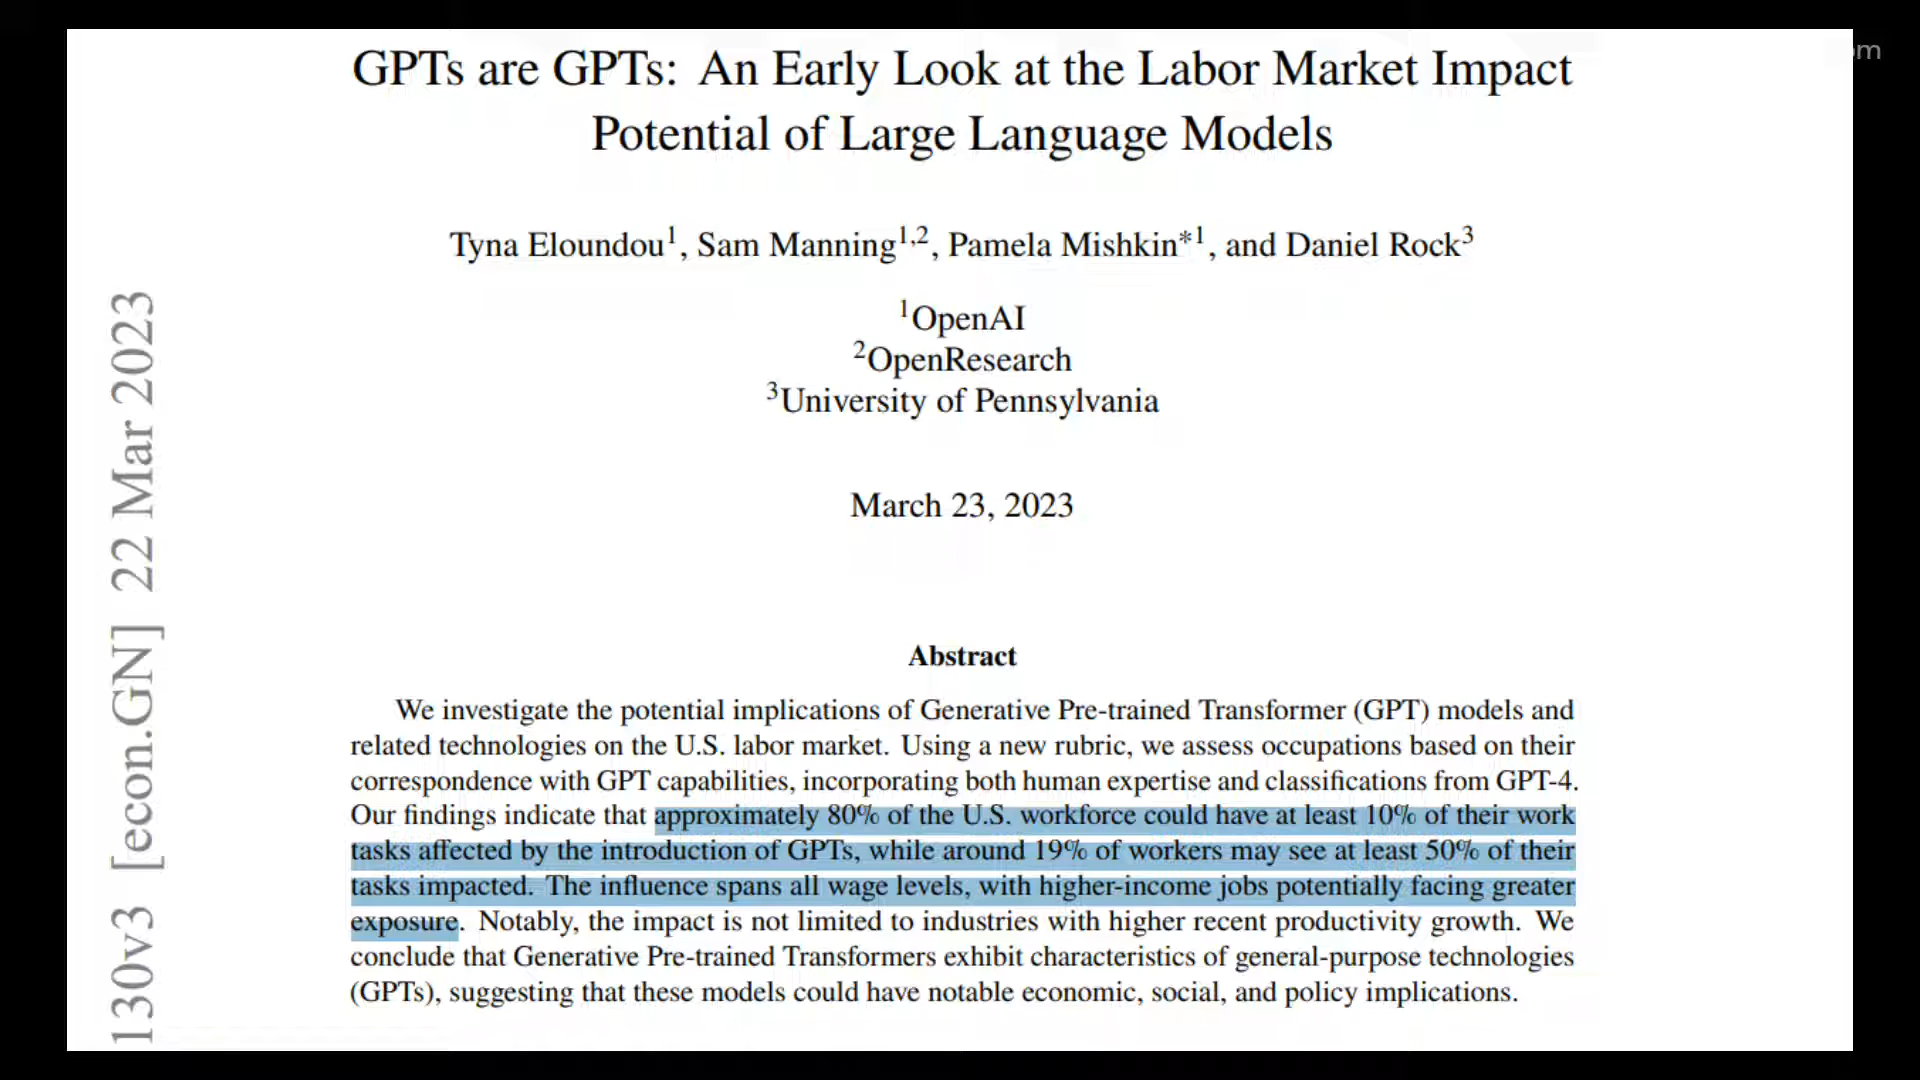 om
GPTs are GPTs: An Early Look at the Labor Market Impact
Potential of Large Language Models
Tyna Eloundou1, Sam Manning1,2, Pamela Mishkin*1, and Daniel Rock3
1OpenAI
2OpenResearch
3University of Pennsylvania
March 23, 2023
130v3 [econ.GN] 22 Mar 2023
Abstract
We investigate the potential implications of Generative Pre-trained Transformer (GPT) models and
related technologies on the U.S. labor market. Using a new rubric, we assess occupations based on their
correspondence with GPT capabilities, incorporating both human expertise and classifications from GPT-4.
Our findings indicate that approximately 80% of the U.S. workforce could have at least 10% of their work
tasks affected by the introduction of GPTs, while around 19% of workers may see at least 50% of their
tasks impacted. The influence spans all wage levels, with higher-income jobs potentially facing greater
exposure. Notably, the impact is not limited to industries with higher recent productivity growth. We
conclude that Generative Pre-trained Transformers exhibit characteristics of general-purpose technologies
(GPTs), suggesting that these models could have notable economic, social, and policy implications.